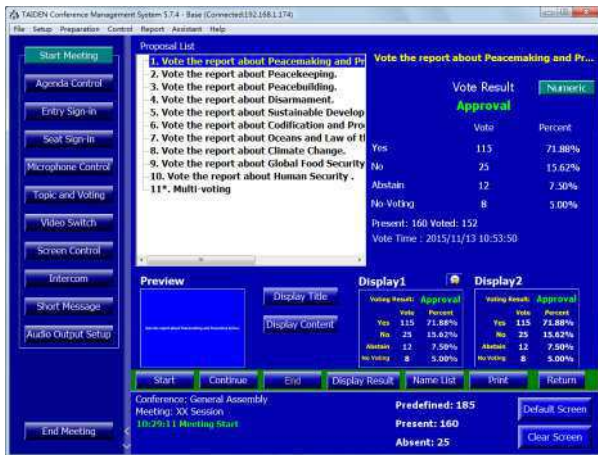 TAIDEN Conference Management System 5.7.4 - Base (Connected:192.168.1.174)
File Setup Preparation Control Report Assistant Help
Start Meeting
Agenda Control
Entry Sign-in
Seat Sign-in
Microphone Control
Topic and Voting
Video Switch
Screen Control
Intercom
Short Message
Audio Output Setup
End Meeting
Proposal List
1. Vote the report about Peacemaking and Pr
2. Vote the report about Peacekeeping.
3. Vote the report about Peacebuilding.
4. Vote the report about Disarmament.
5. Vote the report about Sustainable Develop
6. Vote the report about Codification and Pro
7. Vote the report about Oceans and Law of t
8. Vote the report about Climate Change.
9. Vote the report about Global Food Security
10. Vote the report about Human Security .
11*. Multi-voting
Vote the report about Peacemaking and Pr...
Vote Result Numeric
Approval
Vote Percent
Yes 115 71.88%
No 25 15.62%
Abstain 12 7.50%
No Voting 8 5.00%
Present: 160 Voted: 152
Vote Time : 2015/11/13 10:53:50
Preview
Display Title
Display Content
Display1
Voting Result: Approval
Vote Percent
Yes 115 71.88%
No 25 15.62%
Abstain 12 7.50%
No Voting 8 5.00%
Display2
Voting Result: Approval
Vote Percent
Yes 115 71.88%
No 25 15.62%
Abstain 12 7.50%
No Voting 8 5.00%
Start Continue End Display Result Name List Print Return
Conference: General Assembly
Meeting: XX Session
10:29:11 Meeting Start
Predefined: 185
Present: 160
Absent: 25
Default Screen
Clear Screen